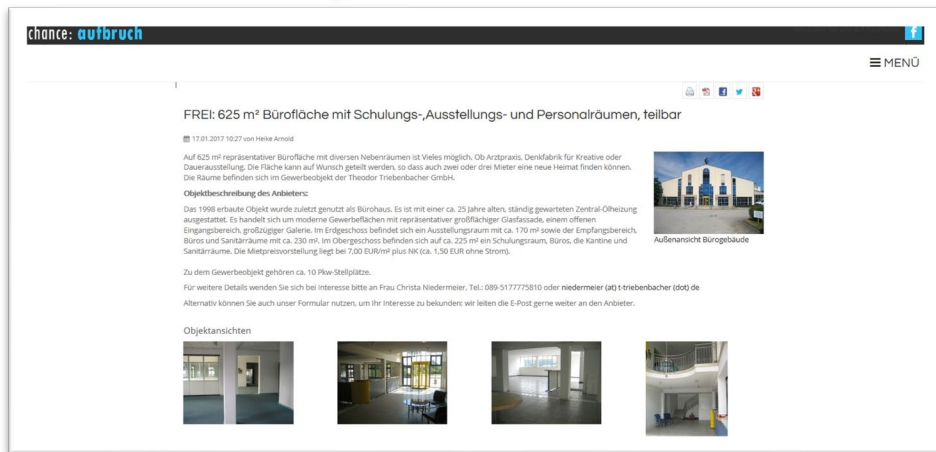 chance: aufbruch
f
MENÜ
FREI: 625 m² Bürofläche mit Schulungs-,Ausstellungs- und Personalräumen, teilbar
17.01.2017 10:27 von Heike Arnold
Auf 625 m² repräsentativer Bürofläche mit diversen Nebenräumen ist Vieles möglich. Ob Arztpraxis, Denkfabrik für Kreative oder
Dauerausstellung. Die Fläche kann auf Wunsch geteilt werden, so dass auch zwei oder drei Mieter eine neue Heimat finden können.
Die Räume befinden sich im Gewerbeobjekt der Theodor Triebenbacher GmbH.
Objektbeschreibung des Anbieters:
Das 1998 erbaute Objekt wurde zuletzt genutzt als Bürohaus. Es ist mit einer ca. 25 Jahre alten, ständig gewarteten Zentral-Ölheizung
ausgestattet. Es handelt sich um moderne Gewerbeflächen mit repräsentativer großflächiger Glasfassade, einem offenen
Eingangsbereich, großzügiger Galerie. Im Erdgeschoss befindet sich ein Ausstellungsraum mit ca. 170 m² sowie der Empfangsbereich,
Büros und Sanitärräume mit ca. 230 m². Im Obergeschoss befinden sich auf ca. 225 m² ein Schulungsraum, Büros, die Kantine und
Sanitärräume. Die Mietpreisvorstellung liegt bei 7,00 EUR/m² plus NK (ca. 1,50 EUR ohne Strom).
Außenansicht Bürogebäude
Zu dem Gewerbeobjekt gehören ca. 10 Pkw-Stellplätze.
Für weitere Details wenden Sie sich bei Interesse bitte an Frau Christa Niedermeier, Tel.: 089-5177775810 oder niedermeier (at) t-triebenbacher (dot) de
Alternativ können Sie auch unser Formular nutzen, um Ihr Interesse zu bekunden: wir leiten die E-Post gerne weiter an den Anbieter.
Objektansichten